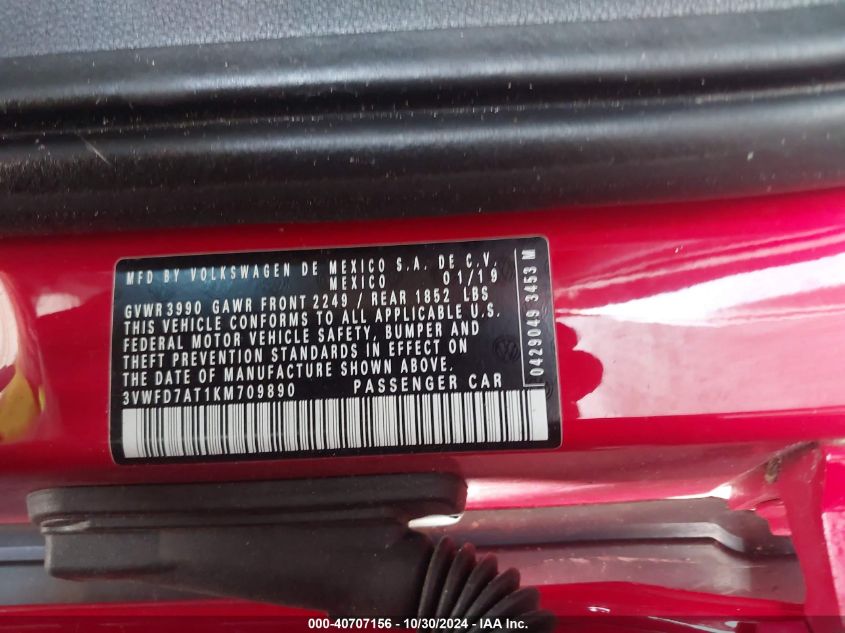 MFD BY VOLKSWAGEN DE MEXICO S.A. DE C.V.
MEXICO 01/19
GVWR 3990 GAWR FRONT 2249 / REAR 1852 LBS
THIS VEHICLE CONFORMS TO ALL APPLICABLE U.S.
FEDERAL MOTOR VEHICLE SAFETY, BUMPER AND
THEFT PREVENTION STANDARDS IN EFFECT ON
THE DATE OF MANUFACTURE SHOWN ABOVE.
3VWFD7AT1KM709890 PASSENGER CAR
0429049 3453 M
000-40707156 - 10/30/2024 - IAA Inc.